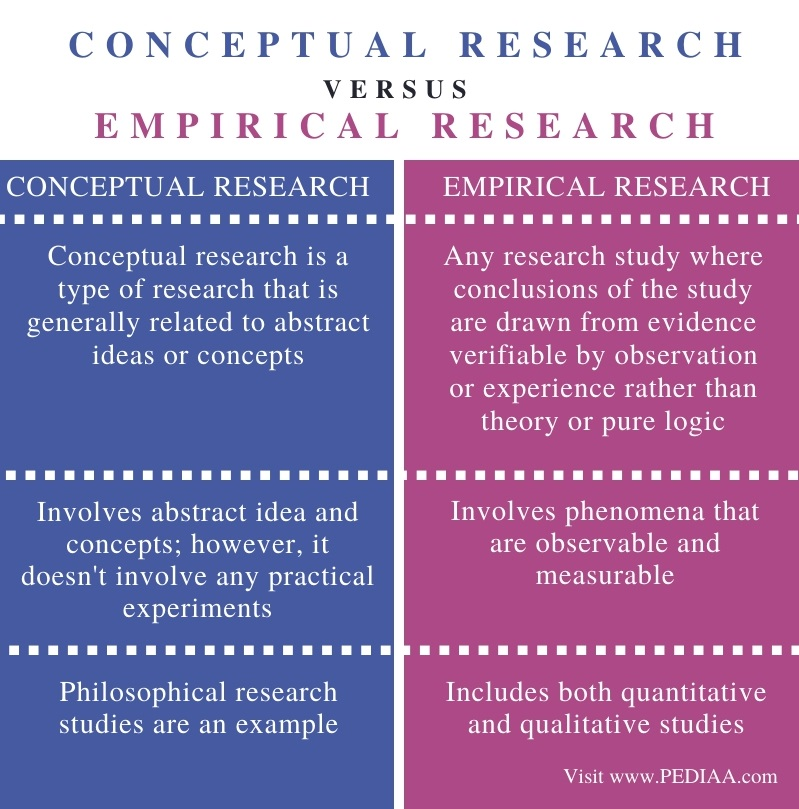 CONCEPTUAL RESEARCH
VERSUS
EMPIRICAL RESEARCH
CONCEPTUAL RESEARCH
Conceptual research is a
type of research that is
generally related to abstract
ideas or concepts
Involves abstract idea and
concepts; however, it
doesn't involve any practical
experiments
Philosophical research
studies are an example
EMPIRICAL RESEARCH
Any research study where
conclusions of the study
are drawn from evidence
verifiable by observation
or experience rather than
theory or pure logic
Involves phenomena that
are observable and
measurable
Includes both quantitative
and qualitative studies
Visit www.PEDIAA.com